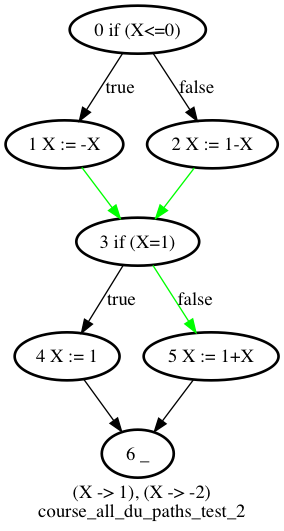 0 if (X<=0)
true
false
1 X := -X
2 X := 1-X
3 if (X=1)
true
false
4 X := 1
5 X := 1+X
6 _
(X -> 1), (X -> -2)
course_all_du_paths_test_2